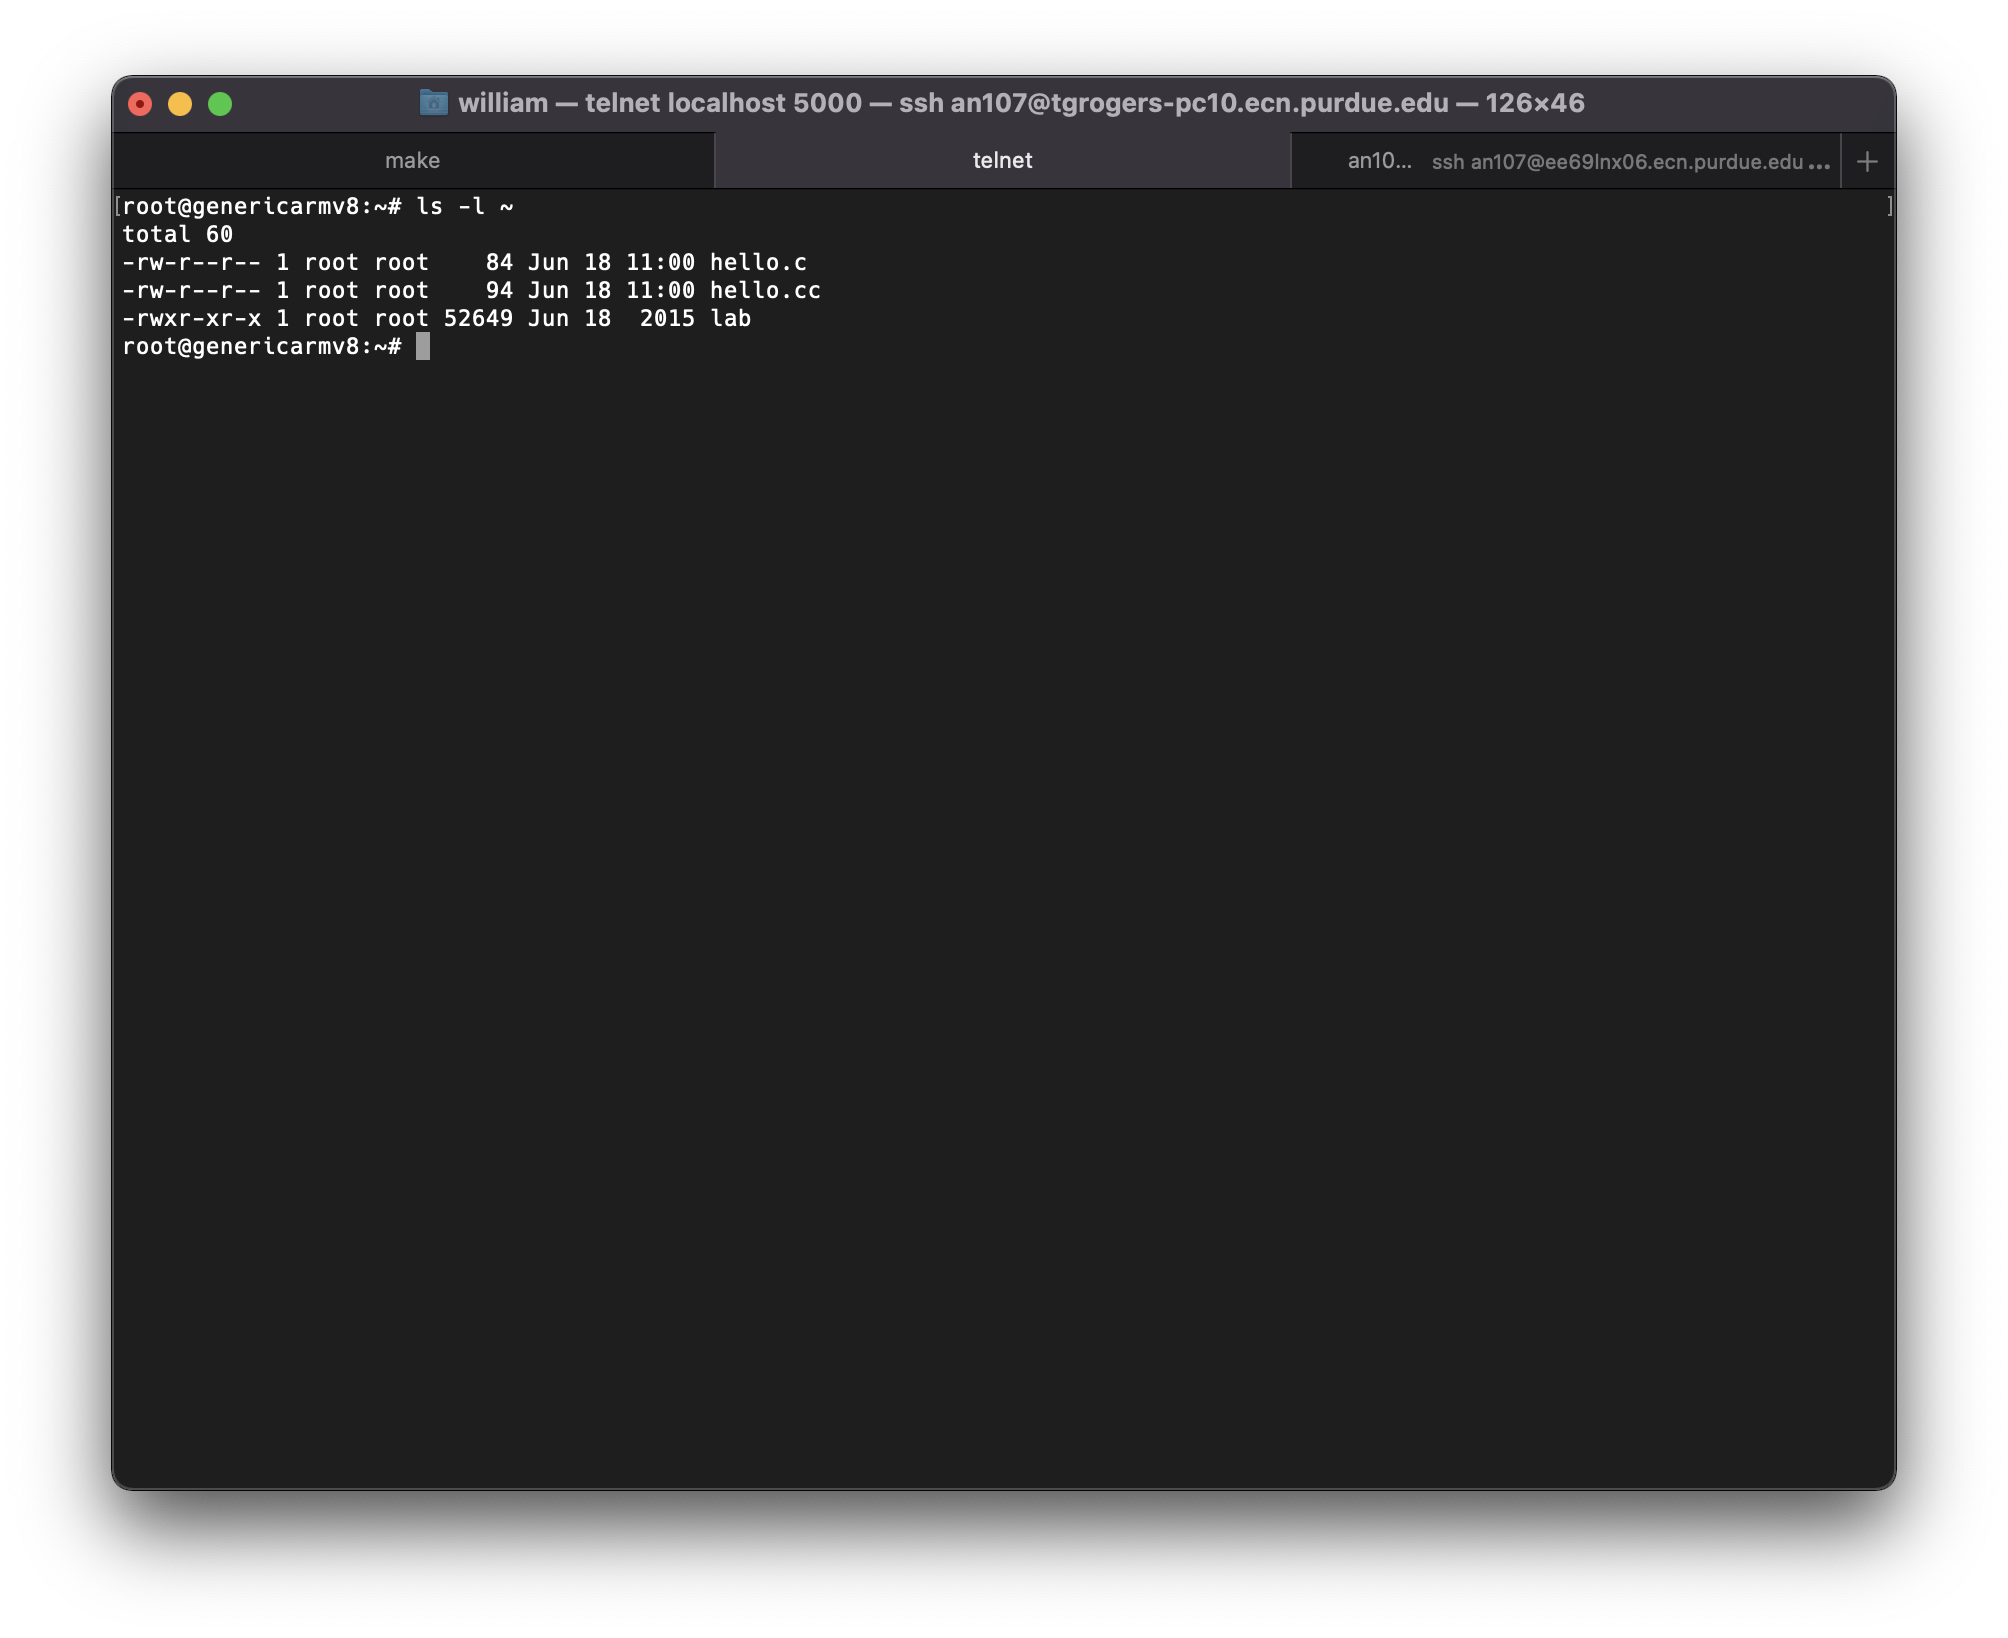 william — telnet localhost 5000 — ssh an107@tgrogers-pc10.ecn.purdue.edu — 126×46
make telnet an10... ssh an107@ee69lnx06.ecn.purdue.edu ... +
[root@genericarmv8:~# ls -l ~ ]
total 60
-rw-r--r-- 1 root root    84 Jun 18 11:00 hello.c
-rw-r--r-- 1 root root    94 Jun 18 11:00 hello.cc
-rwxr-xr-x 1 root root 52649 Jun 18  2015 lab
root@genericarmv8:~#